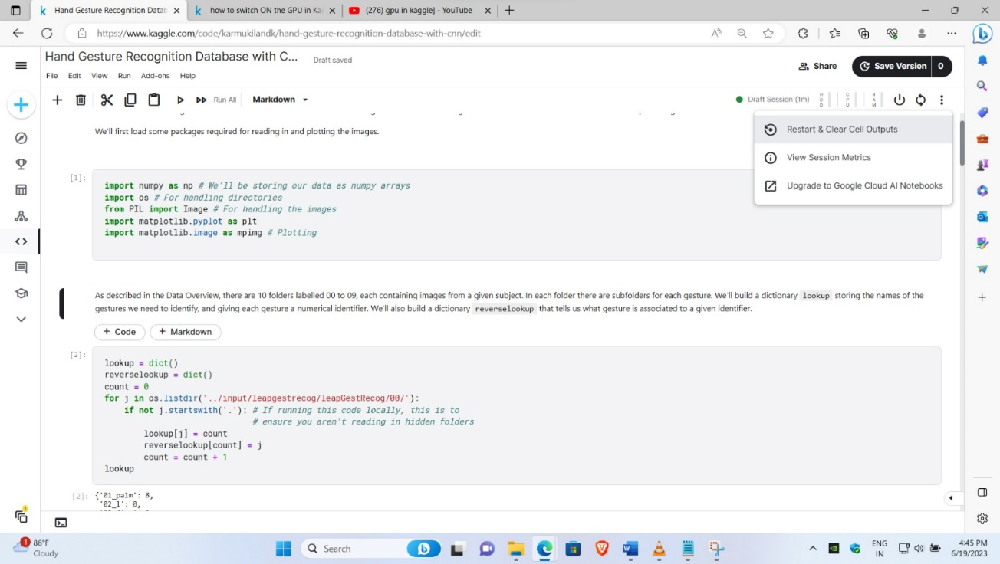 Hand Gesture Recognition Datab
how to switch ON the GPU in Ka
(276) gpu in kaggle] - YouTube
https://www.kaggle.com/code/karmukilandk/hand-gesture-recognition-database-with-cnn/edit
Hand Gesture Recognition Database with C...
Draft saved
Share
Save Version
0
File Edit View Run Add-ons Help
Run All
Markdown
Draft Session (1m)
HDD
CPU
RAM
Restart & Clear Cell Outputs
View Session Metrics
Upgrade to Google Cloud AI Notebooks
We'll first load some packages required for reading in and plotting the images.
[1]:
import numpy as np # We'll be storing our data as numpy arrays
import os # For handling directories
from PIL import Image # For handling the images
import matplotlib.pyplot as plt
import matplotlib.image as mpimg # Plotting
As described in the Data Overview, there are 10 folders labelled 00 to 09, each containing images from a given subject. In each folder there are subfolders for each gesture. We'll build a dictionary lookup storing the names of the
gestures we need to identify, and giving each gesture a numerical identifier. We'll also build a dictionary reverselookup that tells us what gesture is associated to a given identifier.
+ Code
+ Markdown
[2]:
lookup = dict()
reverselookup = dict()
count = 0
for j in os.listdir('../input/leapgestrecog/leapGestRecog/00/'):
if not j.startswith('.'): # If running this code locally, this is to
# ensure you aren't reading in hidden folders
lookup[j] = count
reverselookup[count] = j
count = count + 1
lookup
[2]:
{'01_palm': 8,
'02_l': 0,
1
1
86°F
Cloudy
Search
ENG
IN
4:45 PM
6/19/2023